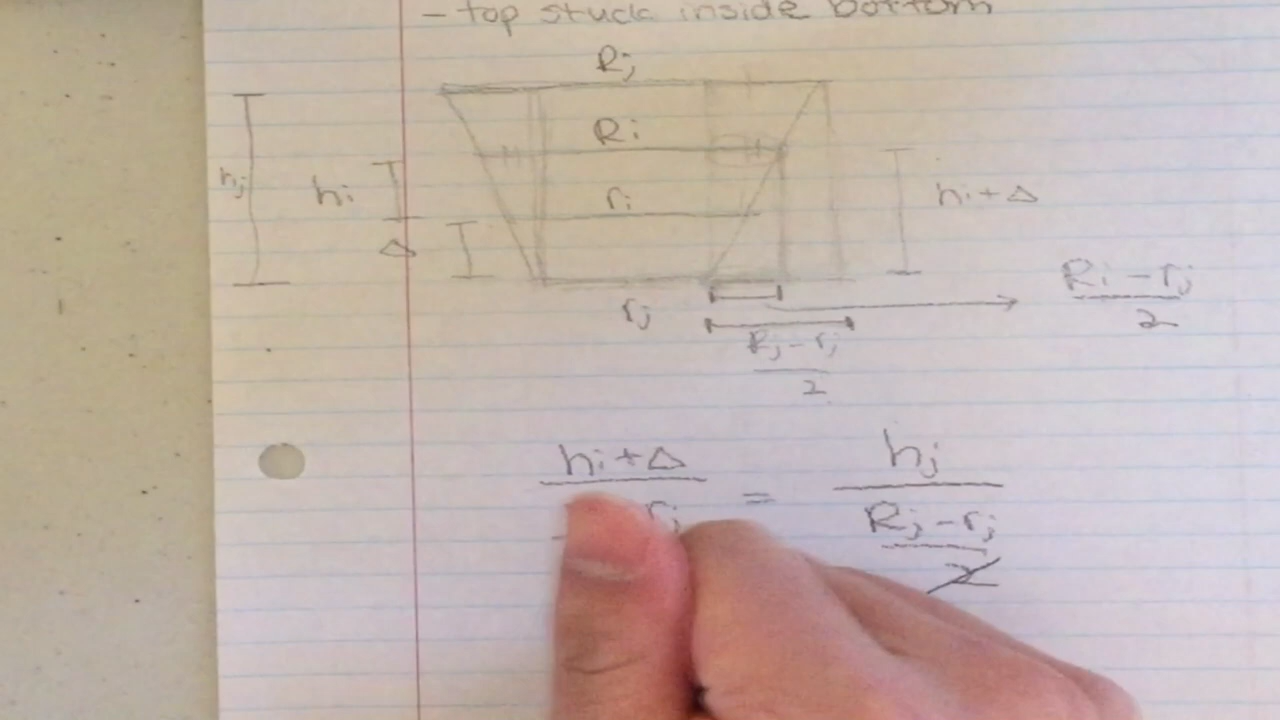 - top stuck inside bottom
Rj
Ri
hj
hi
ri
hi + Δ
Δ
rj
Ri - rj
2
Rj - rj
2
hi + Δ
rj
=
hj
Rj - rj
2